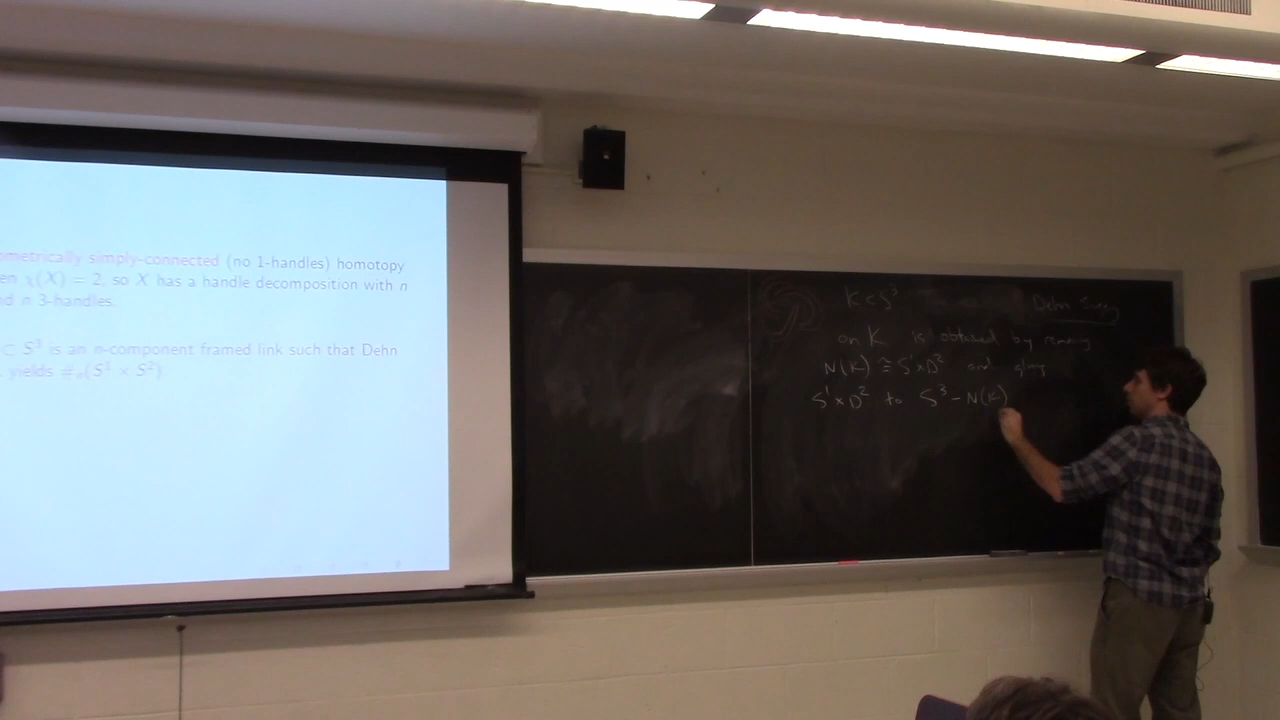 ometrically simply-connected (no 1-handles) homotopy
en χ(X) = 2, so X has a handle decomposition with n
nd n 3-handles.
⊂ S³ is an n-component framed link such that Dehn
yields #ₙ(S¹ × S²)
K ⊂ S³ Dehn Surgery
on K is obtained by removing
N(K) ≅ S¹×D² and gluing
S¹×D² to S³ − N(K)